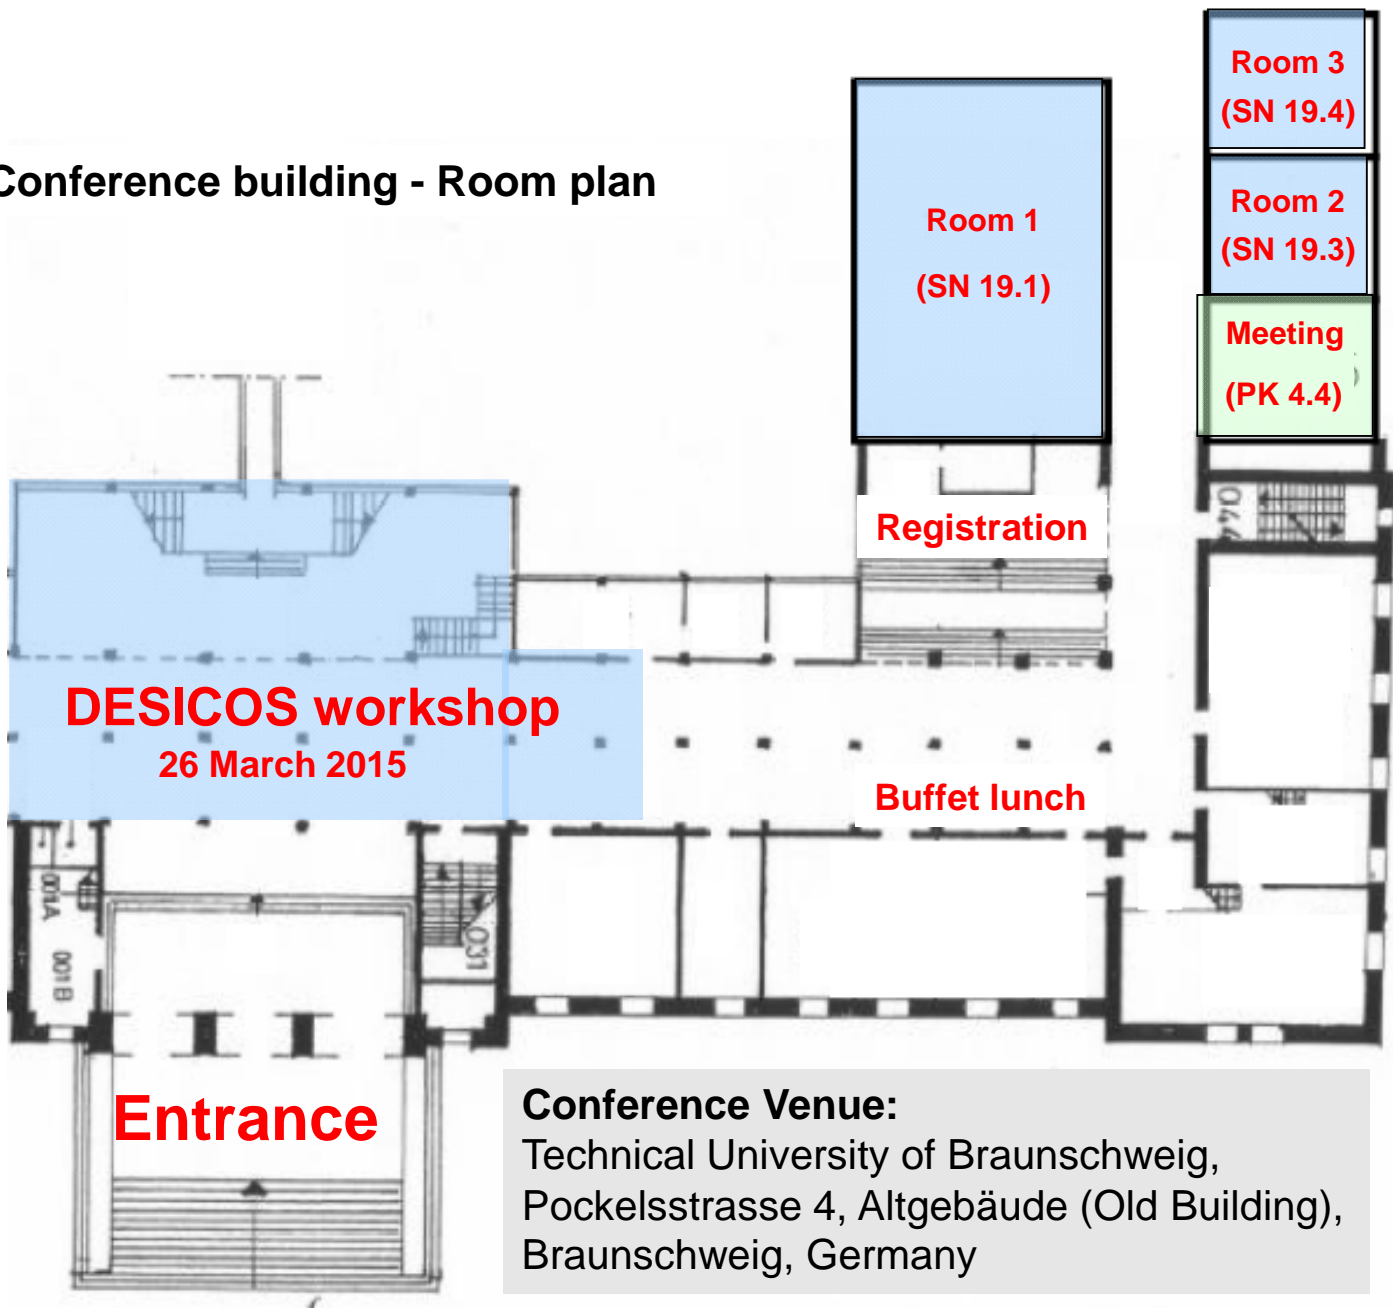 Conference building - Room plan
Room 3
(SN 19.4)
Room 2
(SN 19.3)
Room 1
(SN 19.1)
Meeting
(PK 4.4)
Registration
DESICOS workshop
26 March 2015
Buffet lunch
001A
001B
031
Entrance
Conference Venue:
Technical University of Braunschweig,
Pockelsstrasse 4, Altgebäude (Old Building),
Braunschweig, Germany